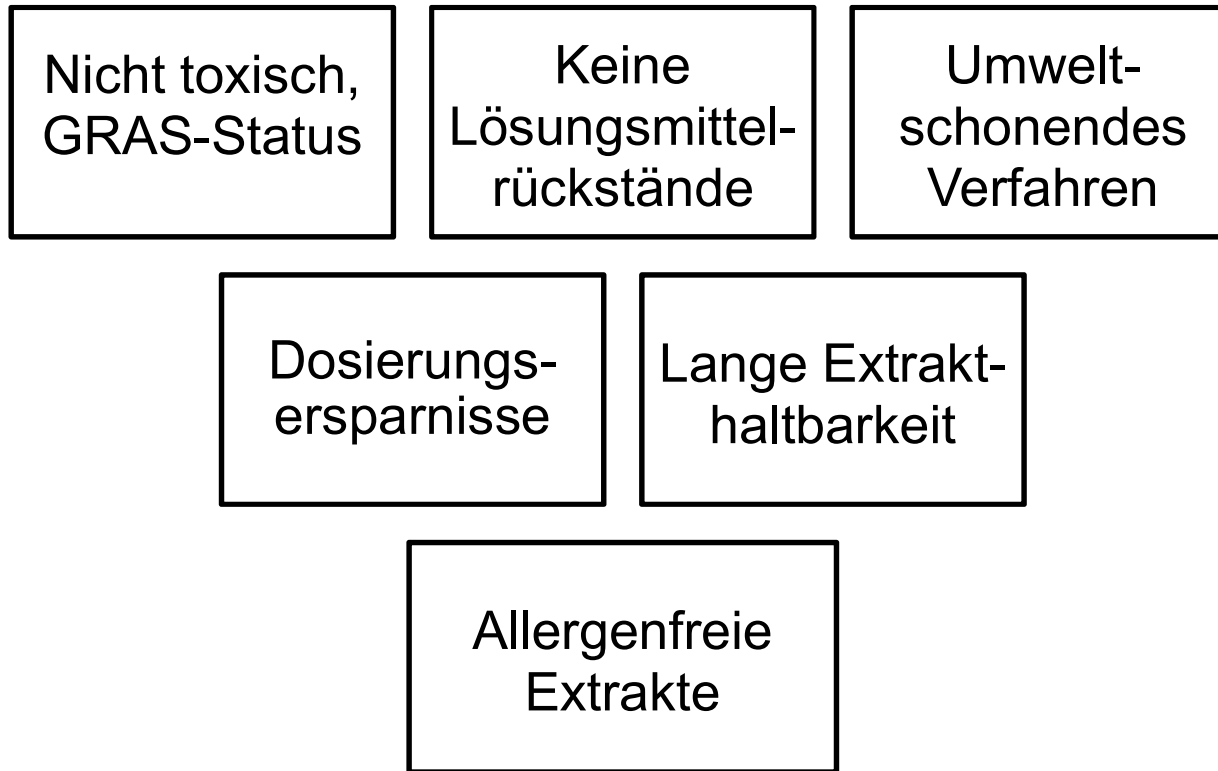 Nicht toxisch,
GRAS-Status
Keine
Lösungsmittel-
rückstände
Umwelt-
schonendes
Verfahren
Dosierungs-
ersparnisse
Lange Extrakt-
haltbarkeit
Allergenfreie
Extrakte